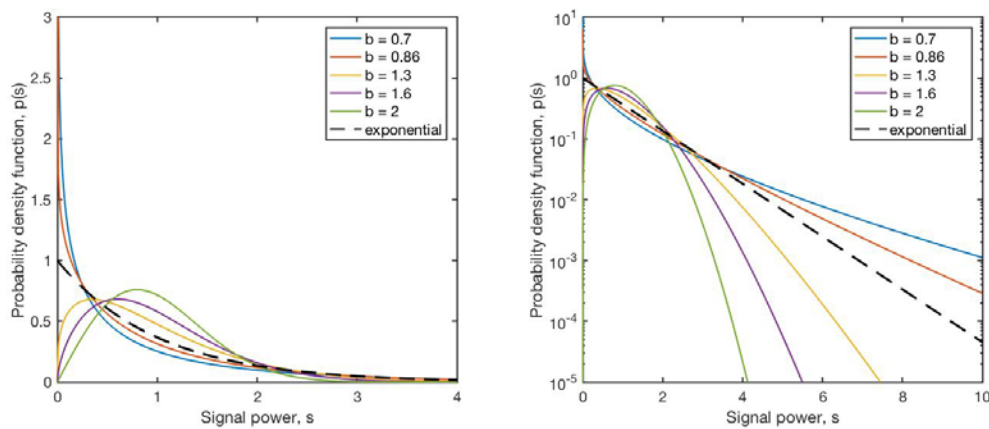 3
2.5
2
1.5
1
0.5
0
0
1
2
3
4
Probability density function, p(s)
Signal power, s
b = 0.7
b = 0.86
b = 1.3
b = 1.6
b = 2
exponential
10^1
10^0
10^-1
10^-2
10^-3
10^-4
10^-5
0
2
4
6
8
10
Probability density function, p(s)
Signal power, s
b = 0.7
b = 0.86
b = 1.3
b = 1.6
b = 2
exponential